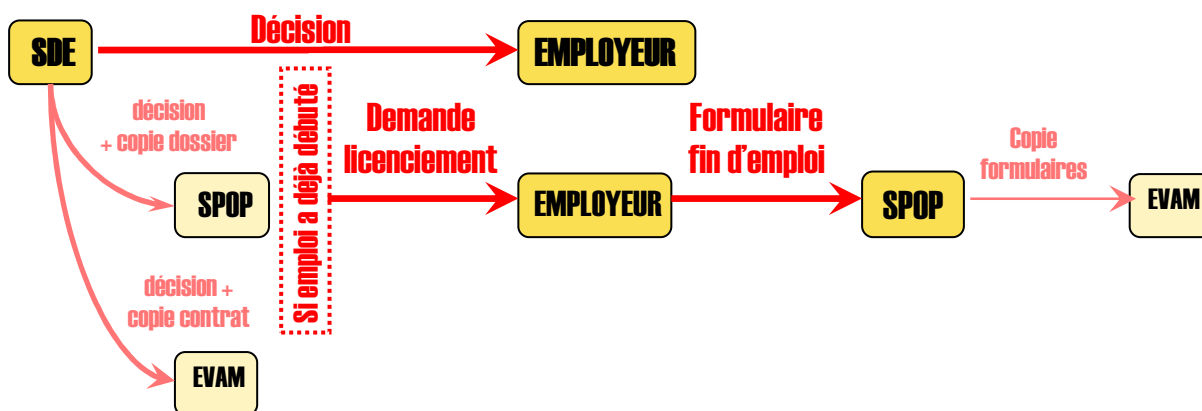 Décision
SDE
EMPLOYEUR
décision
+ copie dossier
Si emploi a dejà débuté
Demande
licenciement
Formulaire
fin d'emploi
Copie
formulaires
SPOP
EMPLOYEUR
SPOP
EVAM
décision +
copie contrat
EVAM